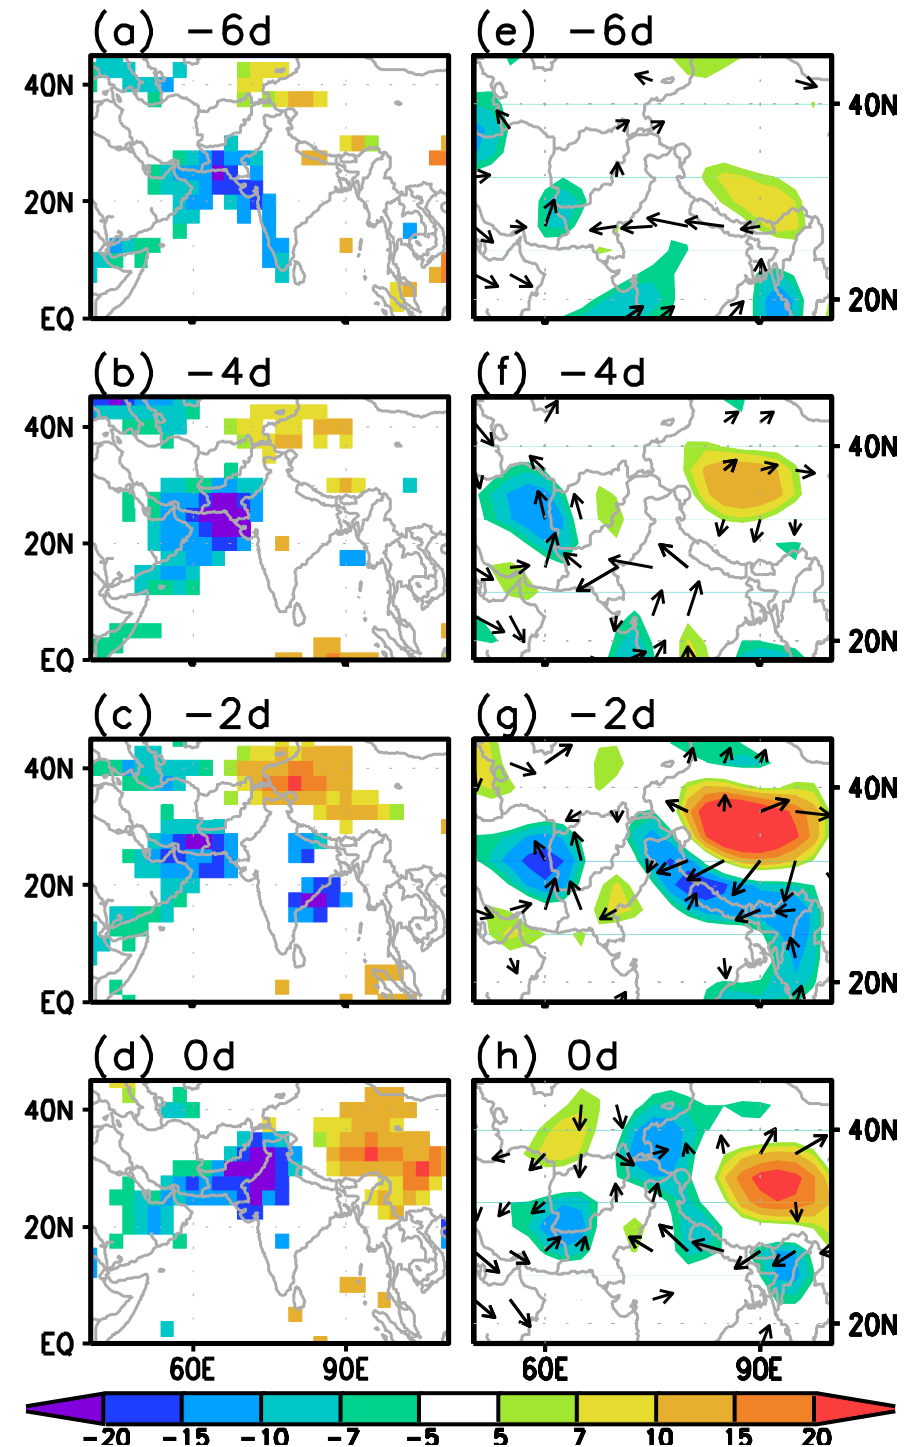 (a) −6d
(e) −6d
40N
20N
EQ
40N
20N
(b) −4d
(f) −4d
40N
20N
EQ
40N
20N
(c) −2d
(g) −2d
40N
20N
EQ
40N
20N
(d) 0d
(h) 0d
40N
20N
EQ
40N
20N
60E 90E
60E 90E
−20 −15 −10 −7 −5 5 7 10 15 20